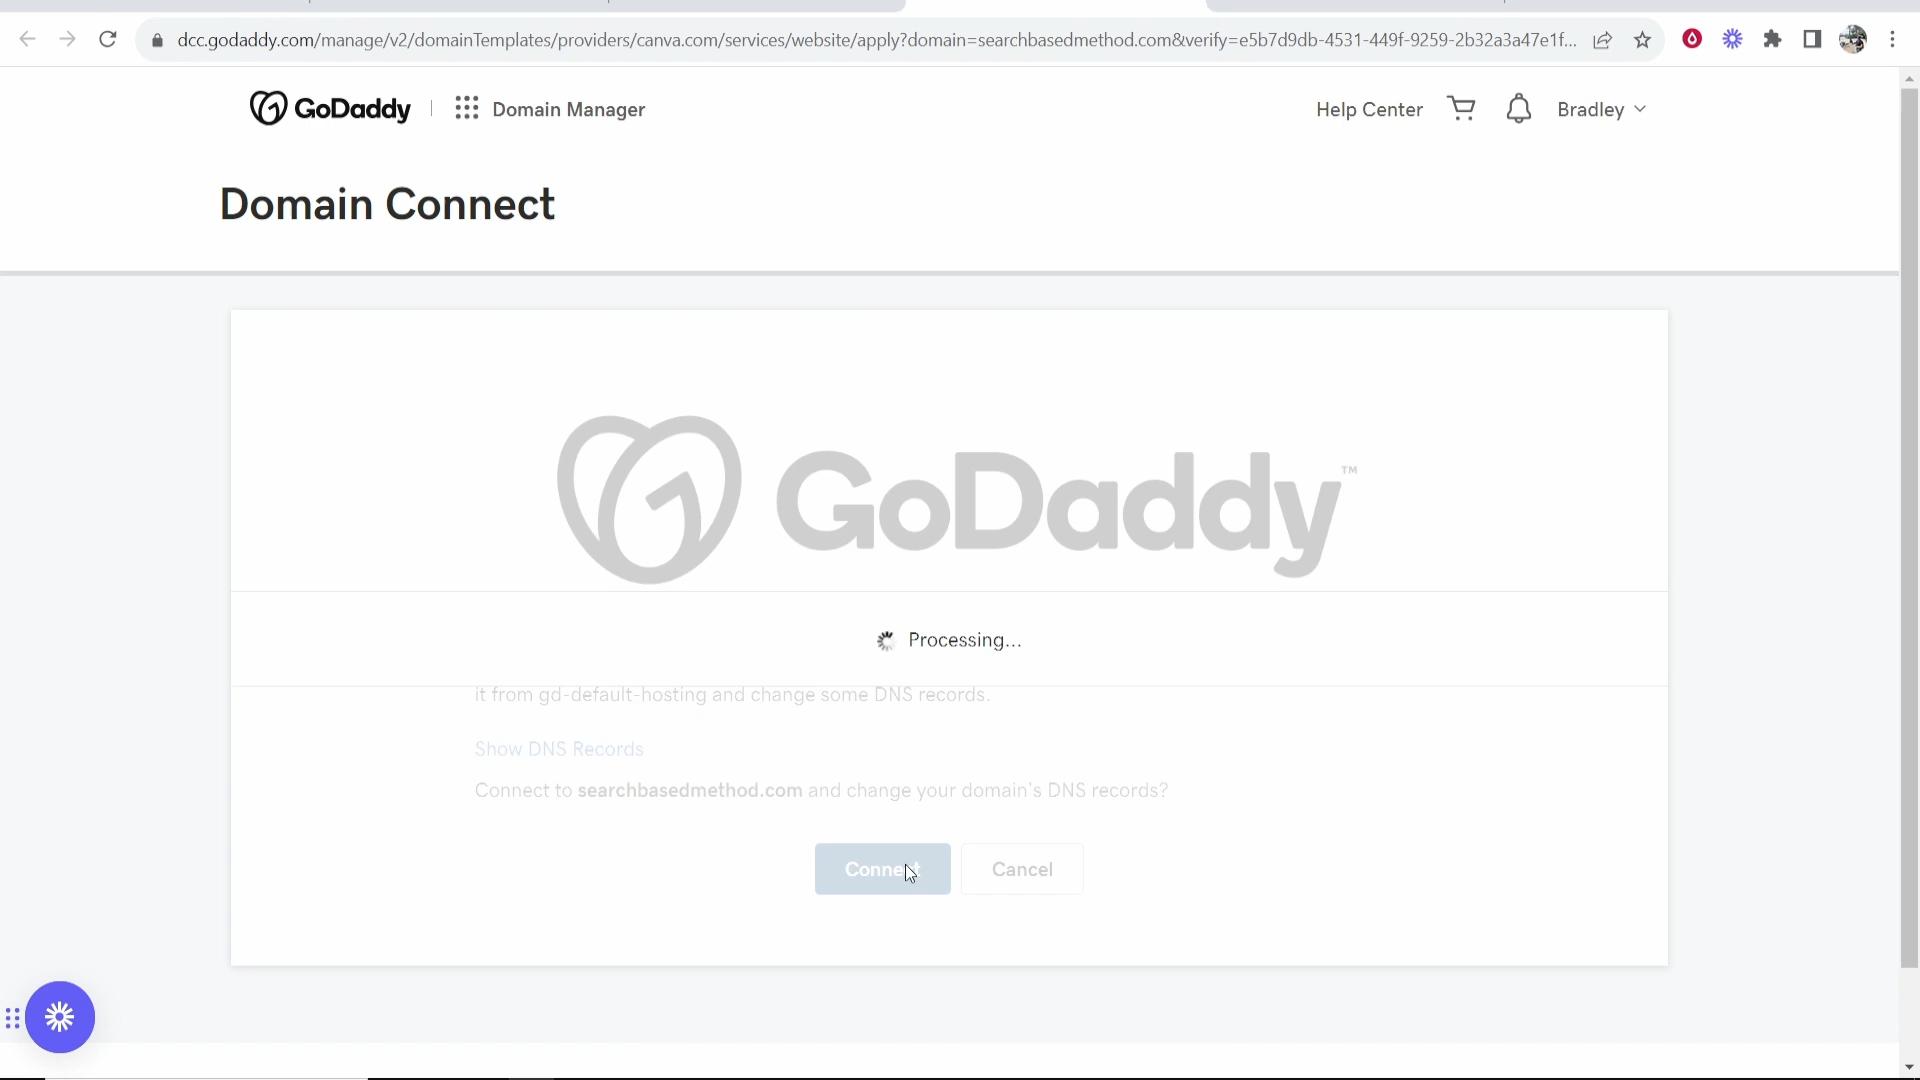 dcc.godaddy.com/manage/v2/domainTemplates/providers/canva.com/services/website/apply?domain=searchbasedmethod.com&verify=e5b7d9db-4531-449f-9259-2b32a3a47e1f...
GoDaddy
Domain Manager
Help Center
Bradley
Domain Connect
GoDaddy™
Processing...
it from gd-default-hosting and change some DNS records.
Show DNS Records
Connect to searchbasedmethod.com and change your domain's DNS records?
Connect
Cancel